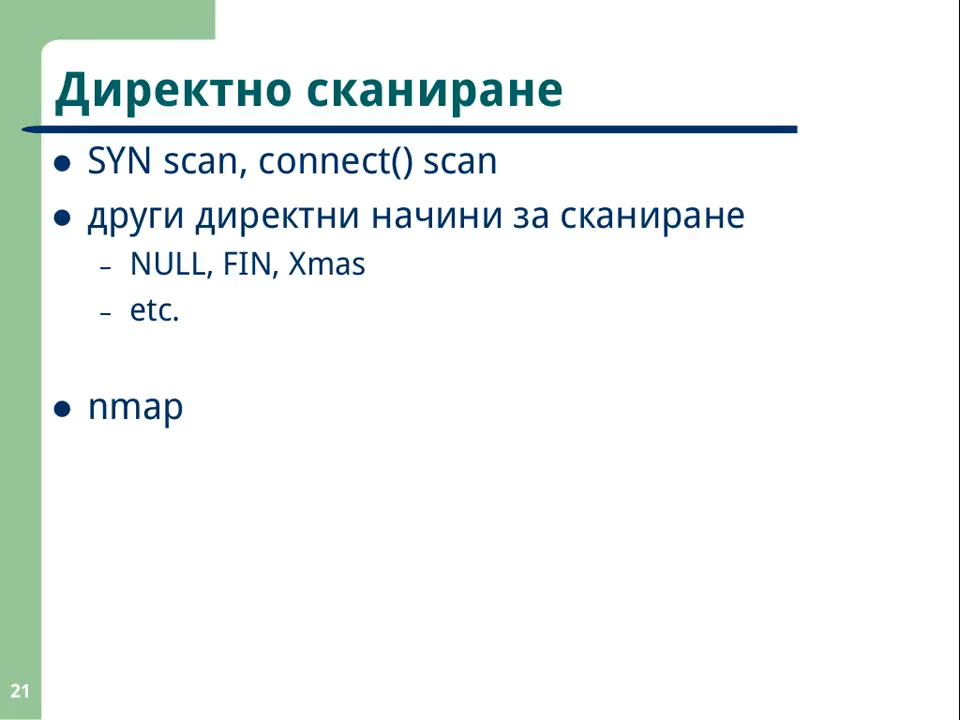 Директно сканиране
● SYN scan, connect() scan
● други директни начини за сканиране
– NULL, FIN, Xmas
– etc.
● nmap
21